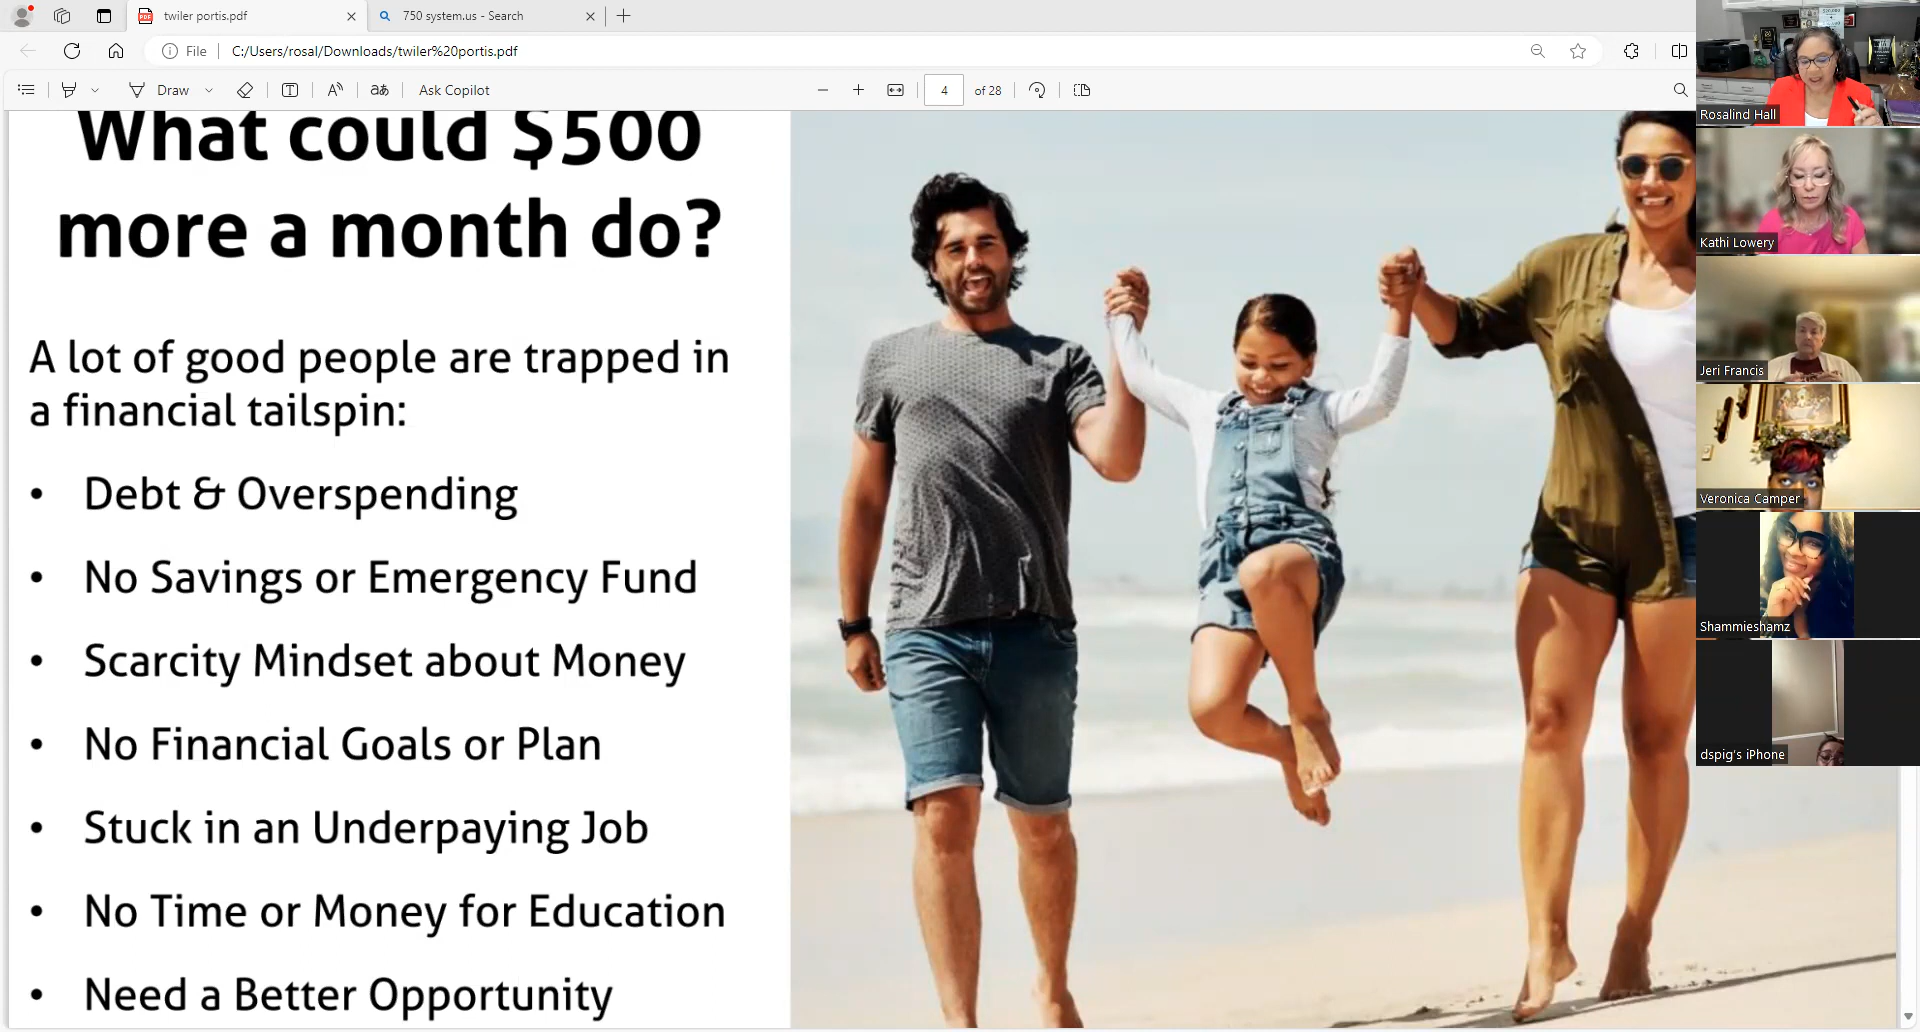 twiler portis.pdf
750 system.us - Search
File
C:/Users/rosal/Downloads/twiler%20portis.pdf
Draw
Ask Copilot
4
of 28
What could $500
more a month do?
A lot of good people are trapped in
a financial tailspin:
• Debt & Overspending
• No Savings or Emergency Fund
• Scarcity Mindset about Money
• No Financial Goals or Plan
• Stuck in an Underpaying Job
• No Time or Money for Education
• Need a Better Opportunity
Rosalind Hall
Kathi Lowery
Jeri Francis
Veronica Camper
Shammieshamz
dspig's iPhone